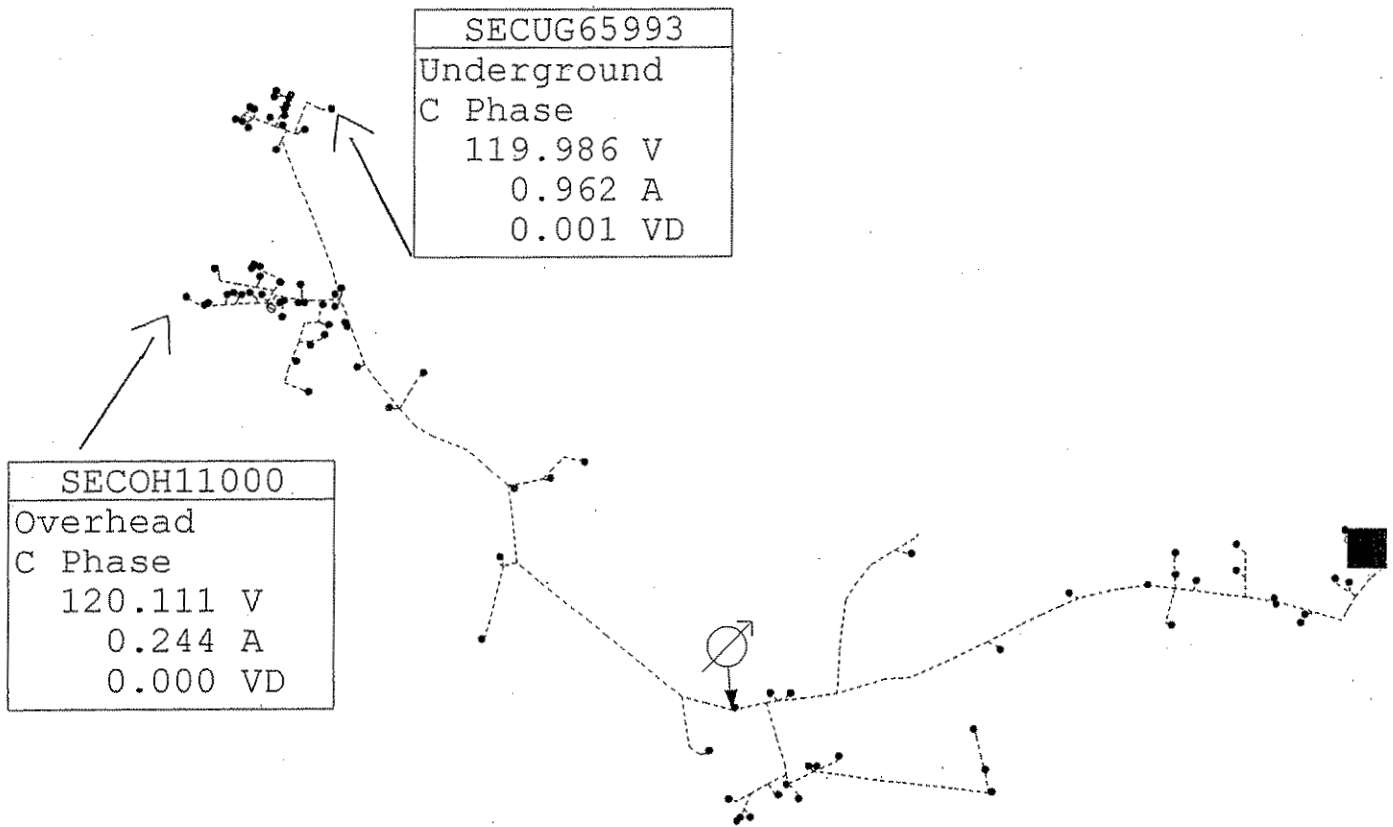 SECUG65993
Underground
C Phase
119.986 V
0.962 A
0.001 VD
SECOH11000
Overhead
C Phase
120.111 V
0.244 A
0.000 VD